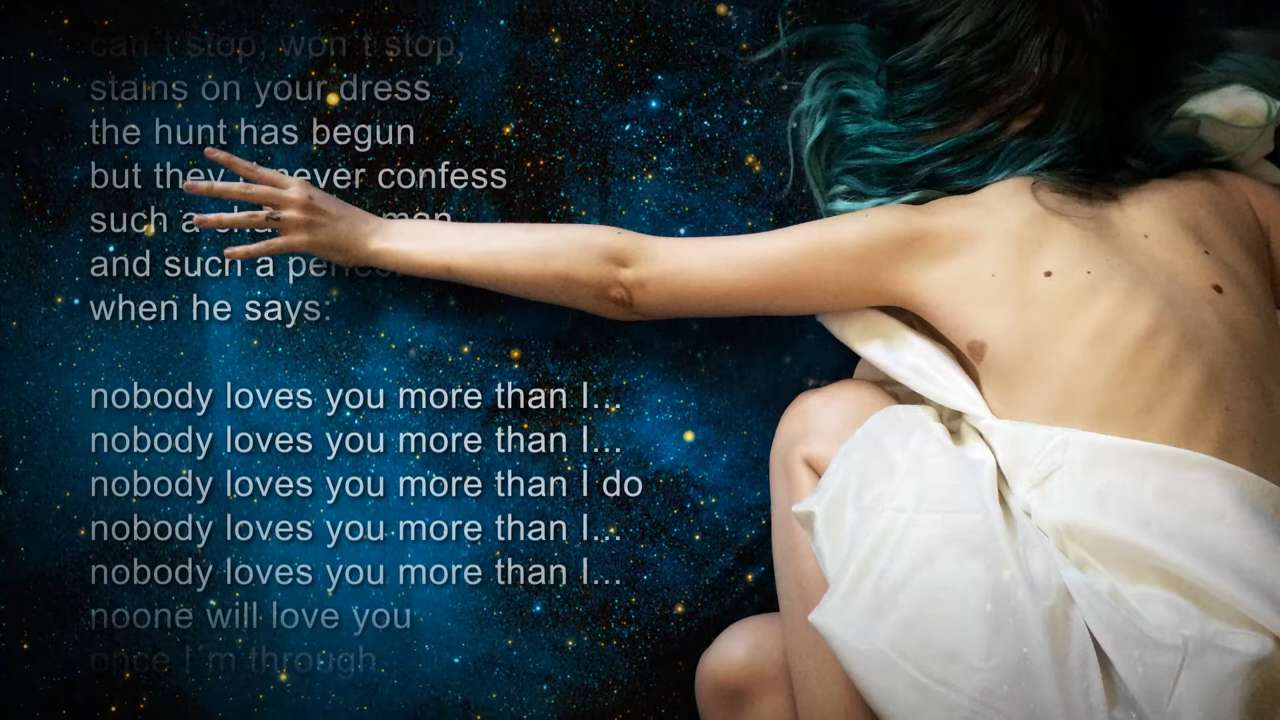 can´t stop, won´t stop,
stains on your dress
the hunt has begun
but they never confess
such a man
and such a
when he says:
nobody loves you more than I...
nobody loves you more than I...
nobody loves you more than I do
nobody loves you more than I...
nobody loves you more than I...
noone will love you
once I´m through